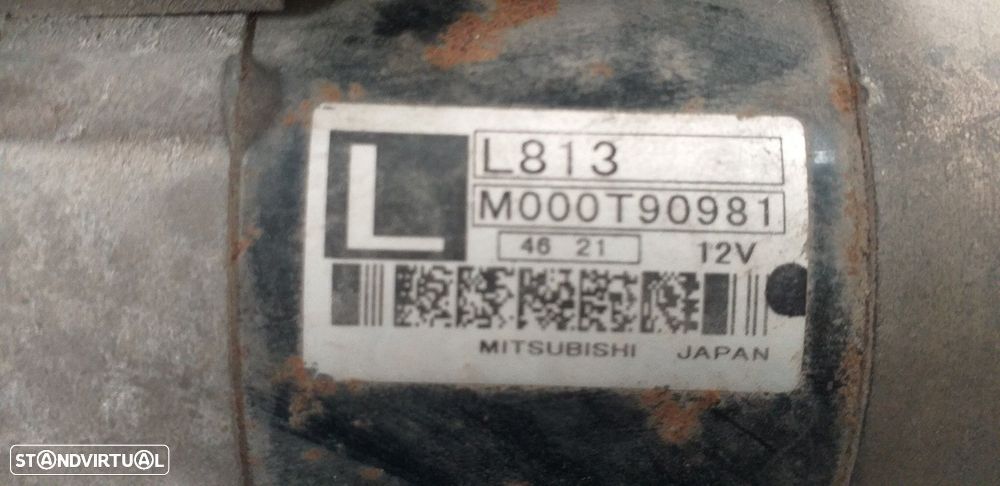 L
L813
M000T90981
46 21 12V
MITSUBISHI JAPAN
STANDVIRTUAL